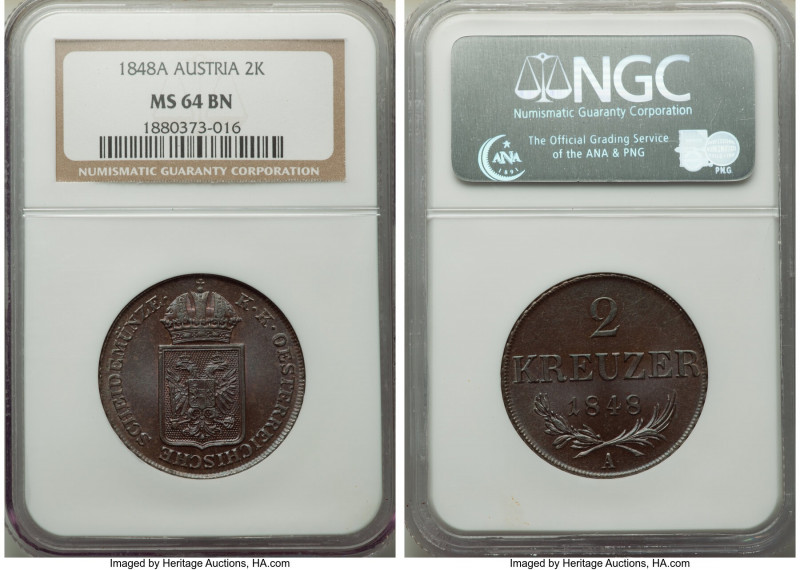 1848A AUSTRIA 2K
MS 64 BN
1880373-016
NUMISMATIC GUARANTY CORPORATION
K·K·OESTERREICHISCHE SCHEIDEMÜNZE·
NGC
Numismatic Guaranty Corporation
ANA
1891
The Official Grading Service
of the ANA & PNG
PNG
2
KREUZER
1848
A
Imaged by Heritage Auctions, HA.com
Imaged by Heritage Auctions, HA.com